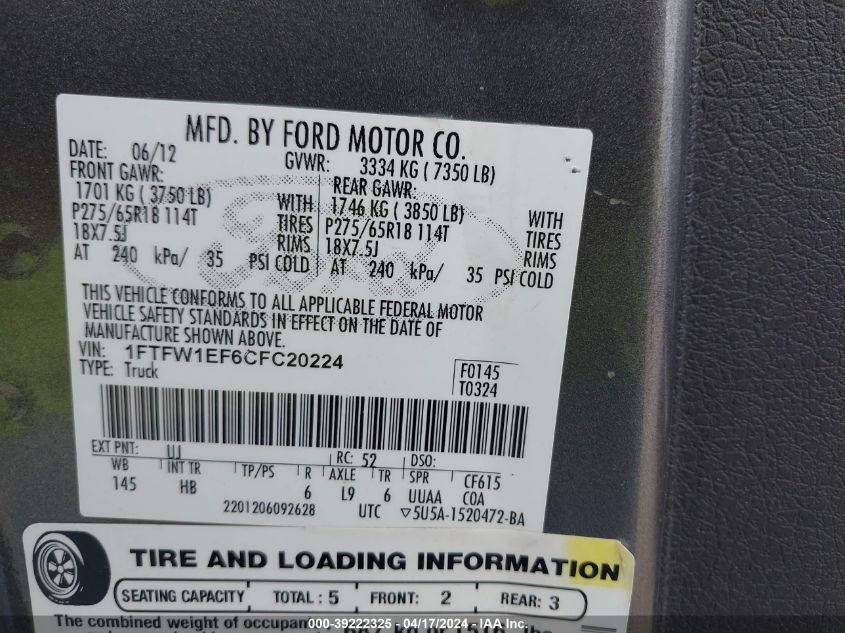 MFD. BY FORD MOTOR CO.
DATE: 06/12 GVWR: 3334 KG ( 7350 LB)
FRONT GAWR: REAR GAWR:
1701 KG ( 3750 LB) WITH 1746 KG ( 3850 LB) WITH
P275/65R18 114T TIRES P275/65R18 114T TIRES
18X7.5J RIMS 18X7.5J RIMS
AT 240 kPa/ 35 PSI COLD AT 240 kPa/ 35 PSI COLD
THIS VEHICLE CONFORMS TO ALL APPLICABLE FEDERAL MOTOR
VEHICLE SAFETY STANDARDS IN EFFECT ON THE DATE OF
MANUFACTURE SHOWN ABOVE.
VIN: 1FTFW1EF6CFC20224 F0145
TYPE: Truck T0324
EXT PNT: UJ RC: 52 DSO:
WB INT TR TP/PS R AXLE TR SPR CF615
145 HB 6 L9 6 UUAA COA
2201206092628 UTC ▽5U5A-1520472-BA
TIRE AND LOADING INFORMATION
SEATING CAPACITY TOTAL : 5 FRONT: 2 REAR: 3
The combined weight of
000-39222325 - 04/17/2024 - IAA Inc.